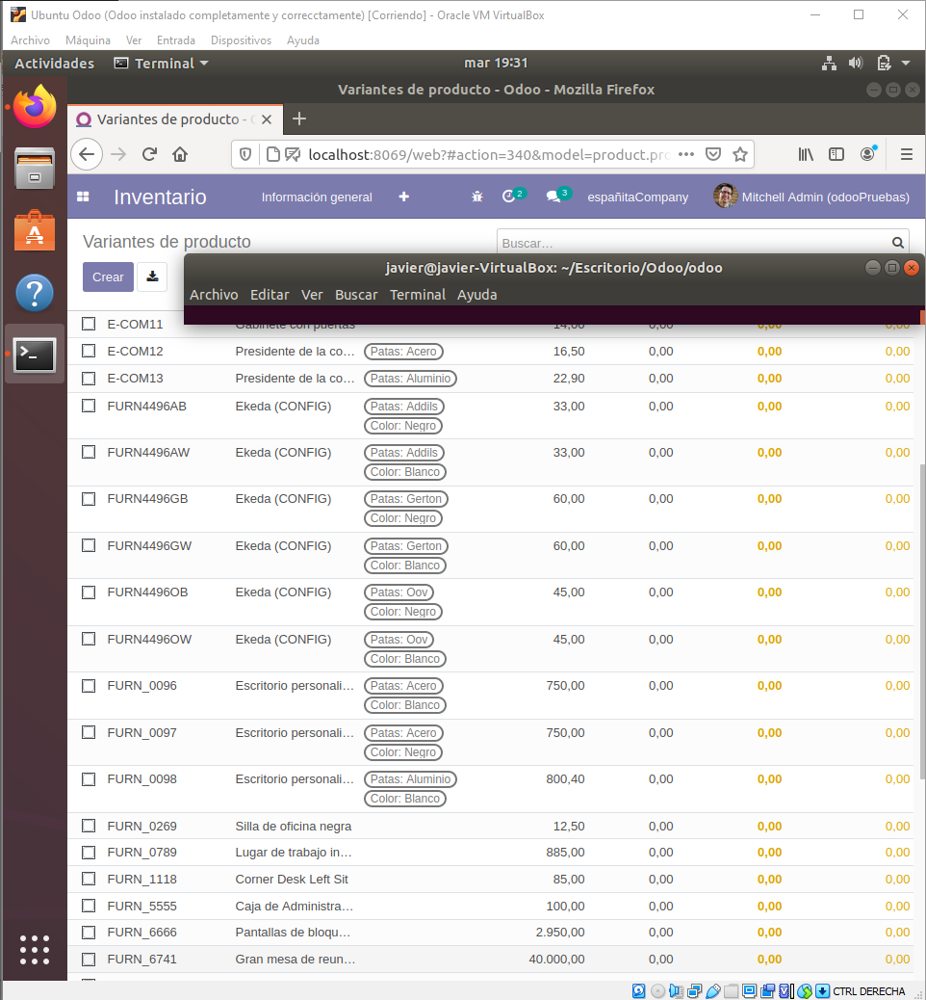 Ubuntu Odoo (Odoo instalado completamente y correcctamente) [Corriendo] - Oracle VM VirtualBox
Archivo Máquina Ver Entrada Dispositivos Ayuda
Actividades Terminal mar 19:31
Variantes de producto - Odoo - Mozilla Firefox
Variantes de producto -
localhost:8069/web?#action=340&model=product.pro
Inventario Información general 2 3 españitaCompany Mitchell Admin (odooPruebas)
Variantes de producto Buscar...
Crear
javier@javier-VirtualBox: ~/Escritorio/Odoo/odoo
Archivo Editar Ver Buscar Terminal Ayuda
E-COM11 Gabinete con puertas 14,00 0,00 0,00 0,00
E-COM12 Presidente de la co... Patas: Acero 16,50 0,00 0,00 0,00
E-COM13 Presidente de la co... Patas: Aluminio 22,90 0,00 0,00 0,00
FURN4496AB Ekeda (CONFIG) Patas: Addils 33,00 0,00 0,00 0,00
Color: Negro
FURN4496AW Ekeda (CONFIG) Patas: Addils 33,00 0,00 0,00 0,00
Color: Blanco
FURN4496GB Ekeda (CONFIG) Patas: Gerton 60,00 0,00 0,00 0,00
Color: Negro
FURN4496GW Ekeda (CONFIG) Patas: Gerton 60,00 0,00 0,00 0,00
Color: Blanco
FURN4496OB Ekeda (CONFIG) Patas: Oov 45,00 0,00 0,00 0,00
Color: Negro
FURN4496OW Ekeda (CONFIG) Patas: Oov 45,00 0,00 0,00 0,00
Color: Blanco
FURN_0096 Escritorio personali... Patas: Acero 750,00 0,00 0,00 0,00
Color: Blanco
FURN_0097 Escritorio personali... Patas: Acero 750,00 0,00 0,00 0,00
Color: Negro
FURN_0098 Escritorio personali... Patas: Aluminio 800,40 0,00 0,00 0,00
Color: Blanco
FURN_0269 Silla de oficina negra 12,50 0,00 0,00 0,00
FURN_0789 Lugar de trabajo in... 885,00 0,00 0,00 0,00
FURN_1118 Corner Desk Left Sit 85,00 0,00 0,00 0,00
FURN_5555 Caja de Administra... 100,00 0,00 0,00 0,00
FURN_6666 Pantallas de bloqu... 2.950,00 0,00 0,00 0,00
FURN_6741 Gran mesa de reun... 40.000,00 0,00 0,00 0,00
CTRL DERECHA